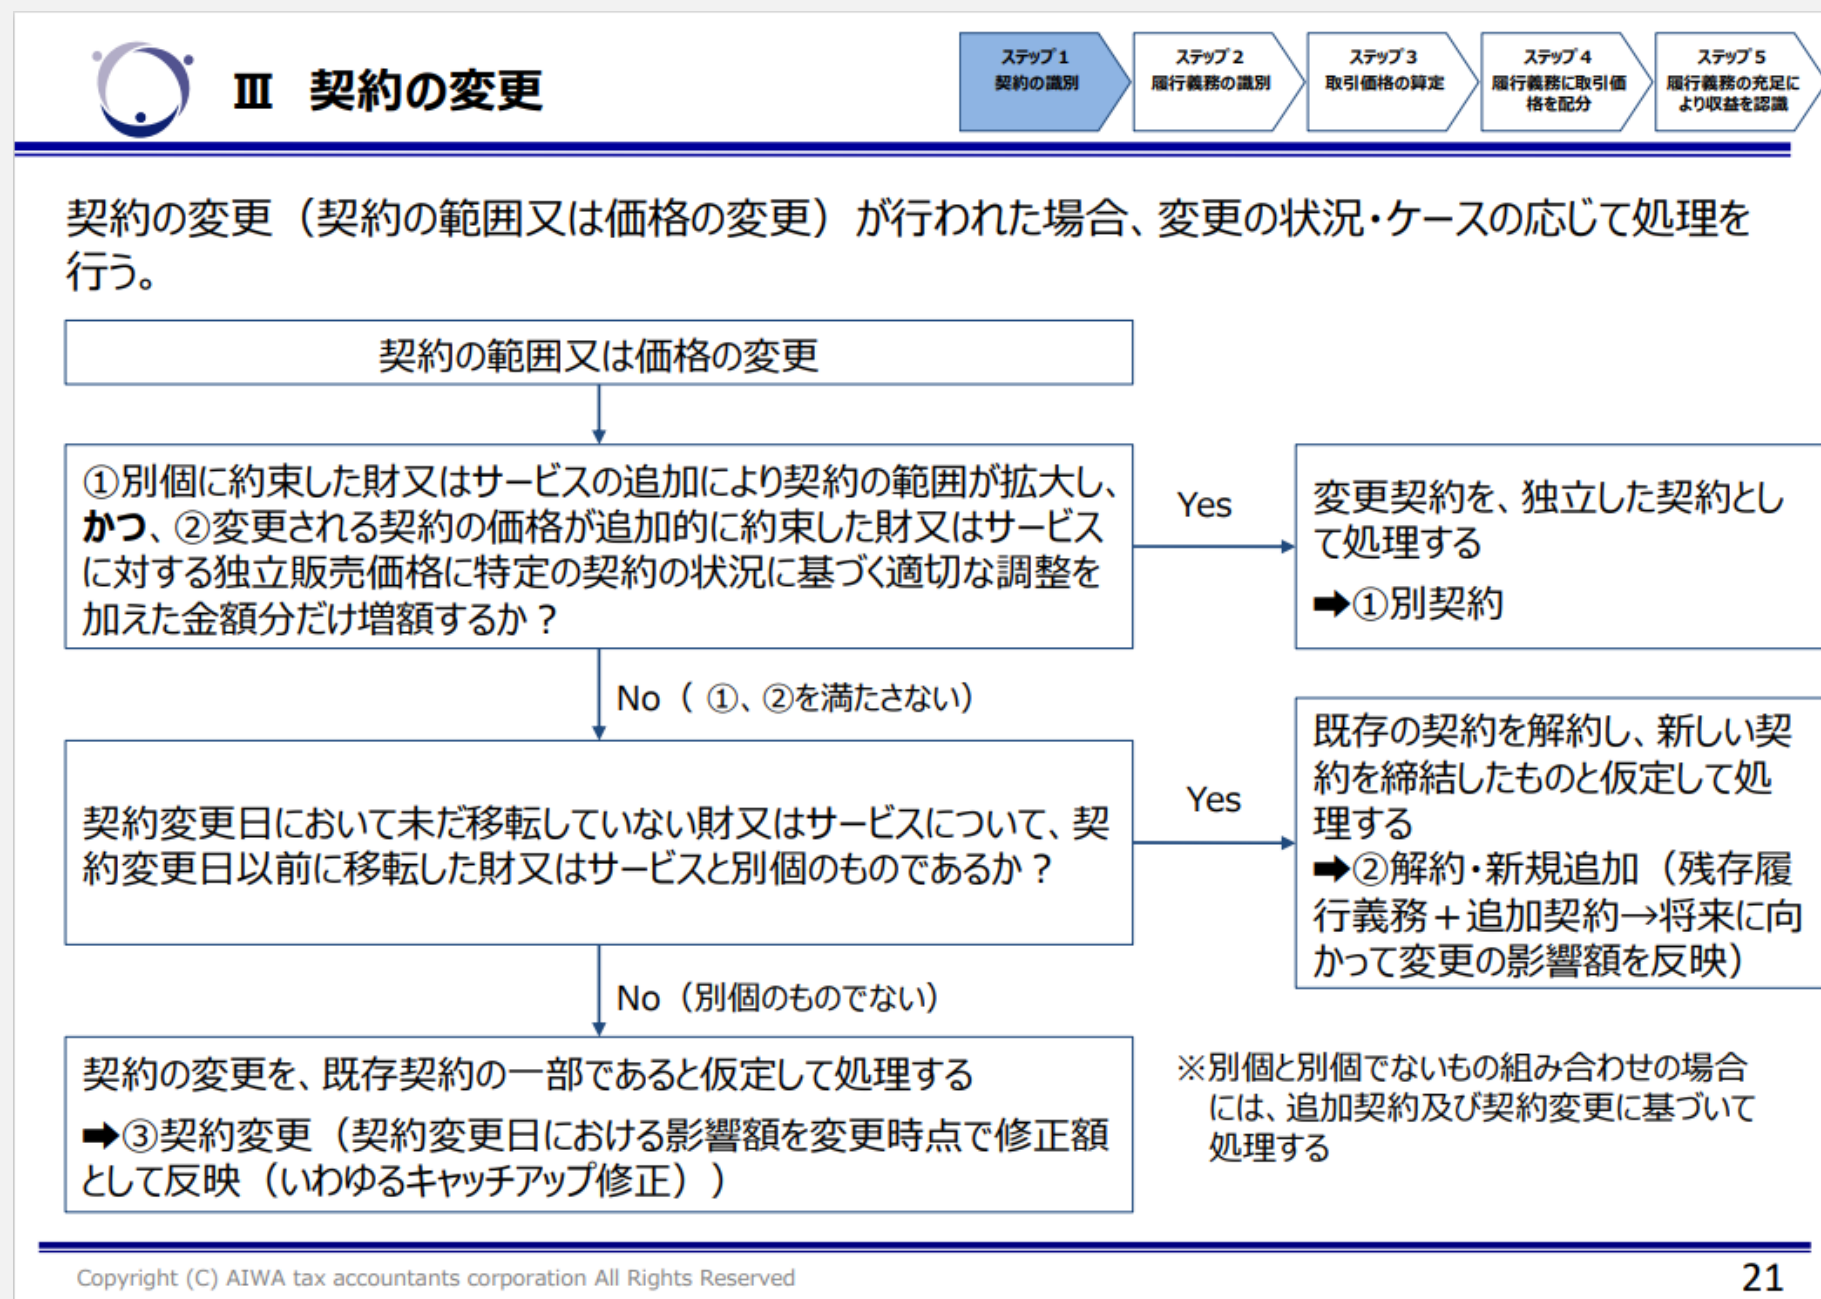 Ⅲ 契約の変更
ステップ1
契約の識別
ステップ2
履行義務の識別
ステップ3
取引価格の算定
ステップ4
履行義務に取引価
格を配分
ステップ5
履行義務の充足に
より収益を認識
契約の変更（契約の範囲又は価格の変更）が行われた場合、変更の状況・ケースの応じて処理を
行う。
契約の範囲又は価格の変更
①別個に約束した財又はサービスの追加により契約の範囲が拡大し、
かつ、②変更される契約の価格が追加的に約束した財又はサービス
に対する独立販売価格に特定の契約の状況に基づく適切な調整を
加えた金額分だけ増額するか？
Yes
変更契約を、独立した契約とし
て処理する
➡①別契約
No（ ①、②を満たさない）
契約変更日において未だ移転していない財又はサービスについて、契
約変更日以前に移転した財又はサービスと別個のものであるか？
Yes
既存の契約を解約し、新しい契
約を締結したものと仮定して処
理する
➡②解約・新規追加（残存履
行義務＋追加契約→将来に向
かって変更の影響額を反映）
No（別個のものでない）
契約の変更を、既存契約の一部であると仮定して処理する
➡③契約変更（契約変更日における影響額を変更時点で修正額
として反映（いわゆるキャッチアップ修正））
※別個と別個でないもの組み合わせの場合
には、追加契約及び契約変更に基づいて
処理する
Copyright (C) AIWA tax accountants corporation All Rights Reserved
21